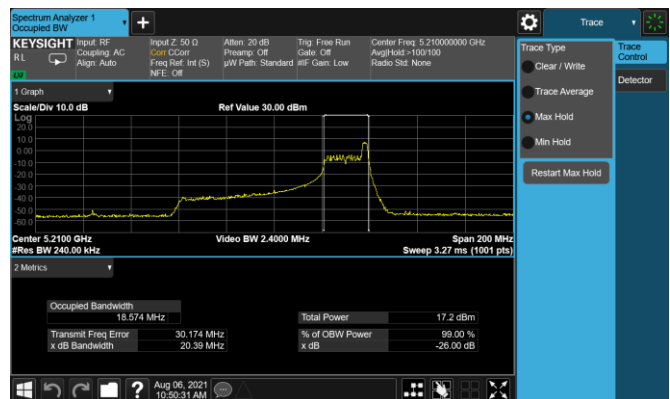 Spectrum Analyzer 1
Occupied BW
KEYSIGHT
R L
LXI
Input: RF
Coupling: AC
Align: Auto
Input Z: 50 Ω
Corr CCorr
Freq Ref: Int (S)
NFE: Off
Atten: 20 dB
Preamp: Off
µW Path: Standard
Trig: Free Run
Gate: Off
#IF Gain: Low
Center Freq: 5.210000000 GHz
Avg|Hold:>100/100
Radio Std: None
1 Graph
Scale/Div 10.0 dB
Ref Value 30.00 dBm
Log
20.0
10.0
0.00
-10.0
-20.0
-30.0
-40.0
-50.0
-60.0
Center 5.2100 GHz
Video BW 2.4000 MHz
Span 200 MHz
#Res BW 240.00 kHz
Sweep 3.27 ms (1001 pts)
2 Metrics
Occupied Bandwidth
18.574 MHz
Total Power 17.2 dBm
Transmit Freq Error 30.174 MHz
% of OBW Power 99.00 %
x dB Bandwidth 20.39 MHz
x dB -26.00 dB
?
Aug 06, 2021
10:50:31 AM
Trace
Trace Type
Clear / Write
Trace Average
Max Hold
Min Hold
Restart Max Hold
Trace
Control
Detector